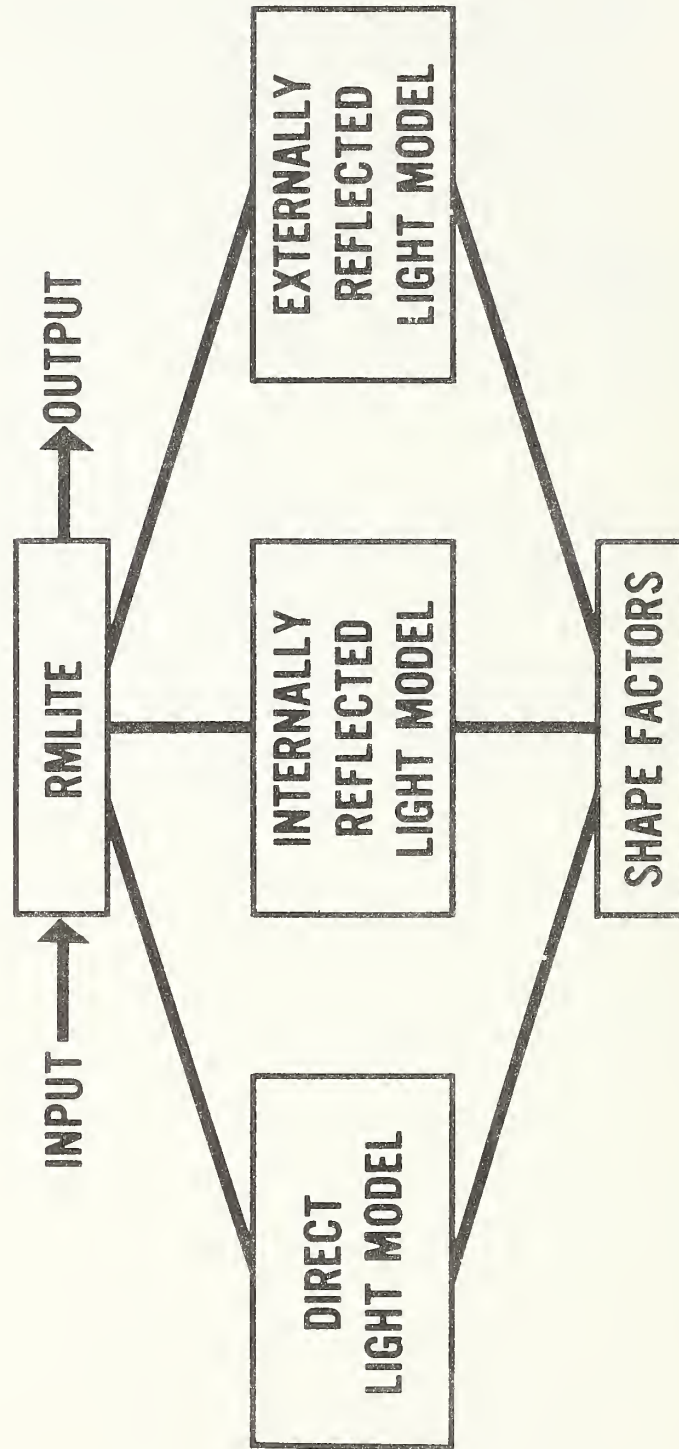 INPUT
RMLITE
OUTPUT
DIRECT
LIGHT MODEL
INTERNALLY
REFLECTED
LIGHT MODEL
EXTERNALLY
REFLECTED
LIGHT MODEL
SHAPE FACTORS